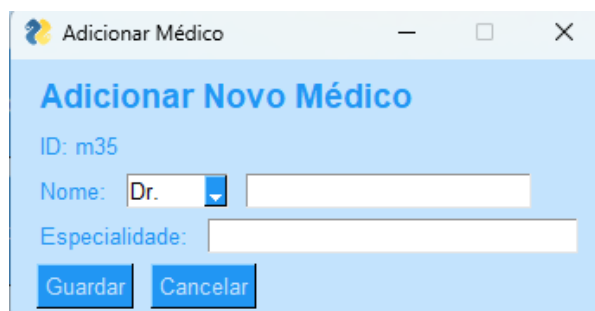 Adicionar Médico
Adicionar Novo Médico
ID: m35
Nome: Dr.
Especialidade:
Guardar Cancelar